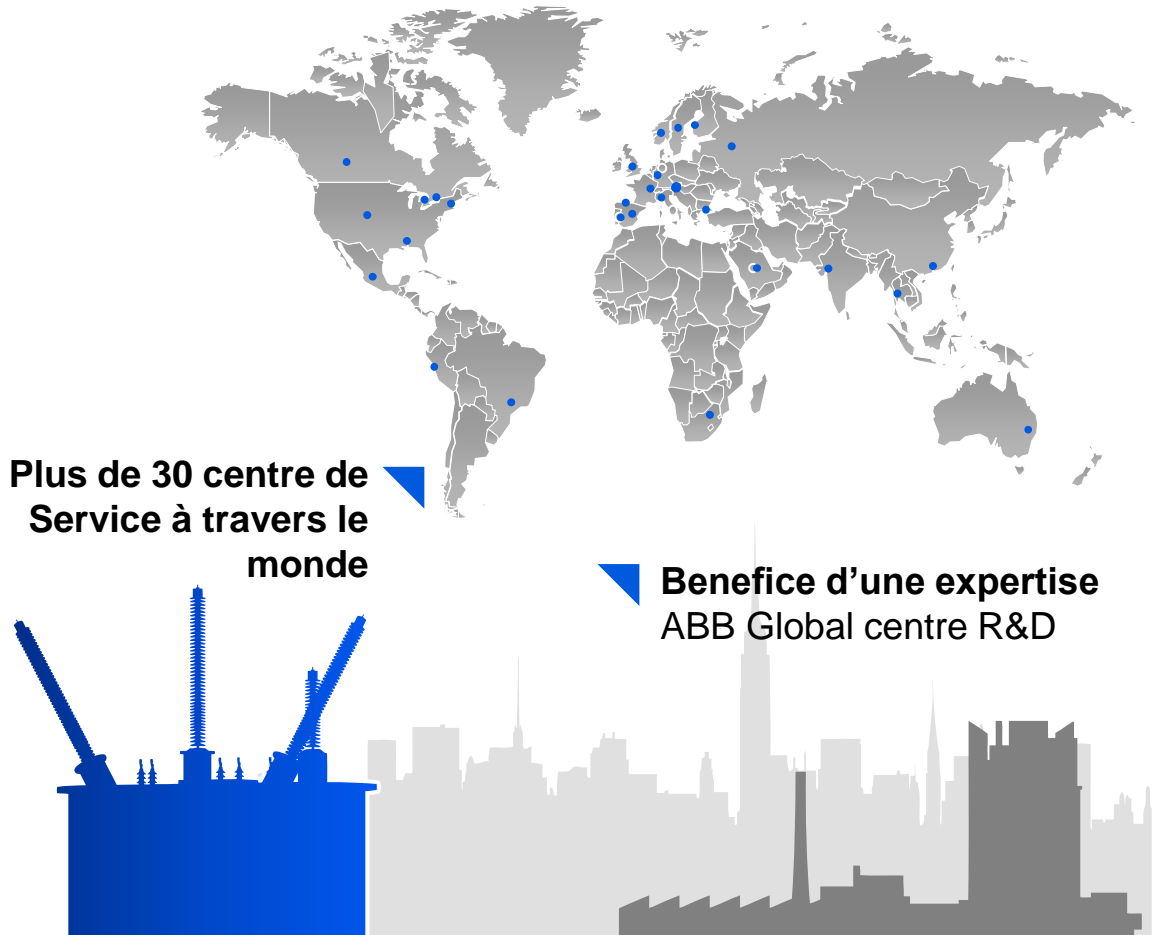 Plus de 30 centre de
Service à travers le
monde
Benefice d’une expertise
ABB Global centre R&D